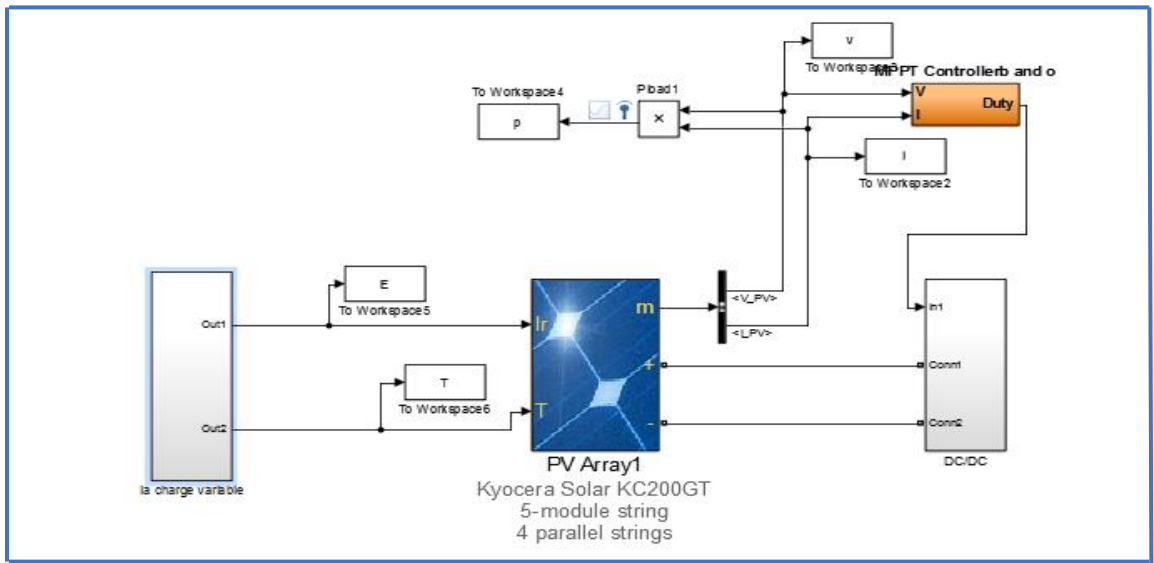 v
To Workspace3
MPPT Controllerb and o
V
I
Duty
To Workspace4
Pbad1
p
×
I
To Workspace2
E
To Workspace5
Out1
Ir
m
<V_PV>
<I_PV>
In1
T
To Workspace6
+
Conn1
Out2
T
-
Conn2
la charge variable
PV Array1
DC/DC
Kyocera Solar KC200GT
5-module string
4 parallel strings